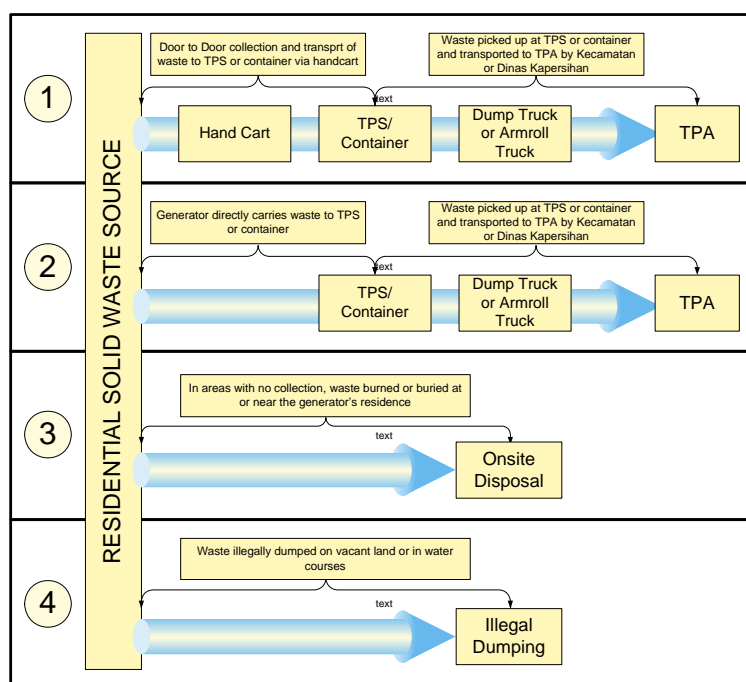 RESIDENTIAL SOLID WASTE SOURCE
1
Door to Door collection and transprt of
waste to TPS or container via handcart
Waste picked up at TPS or container
and transported to TPA by Kecamatan
or Dinas Kapersihan
text
Hand Cart
TPS/
Container
Dump Truck
or Armroll
Truck
TPA
2
Generator directly carries waste to TPS
or container
Waste picked up at TPS or container
and transported to TPA by Kecamatan
or Dinas Kapersihan
text
TPS/
Container
Dump Truck
or Armroll
Truck
TPA
3
In areas with no collection, waste burned or buried at
or near the generator's residence
text
Onsite
Disposal
4
Waste illegally dumped on vacant land or in water
courses
text
Illegal
Dumping